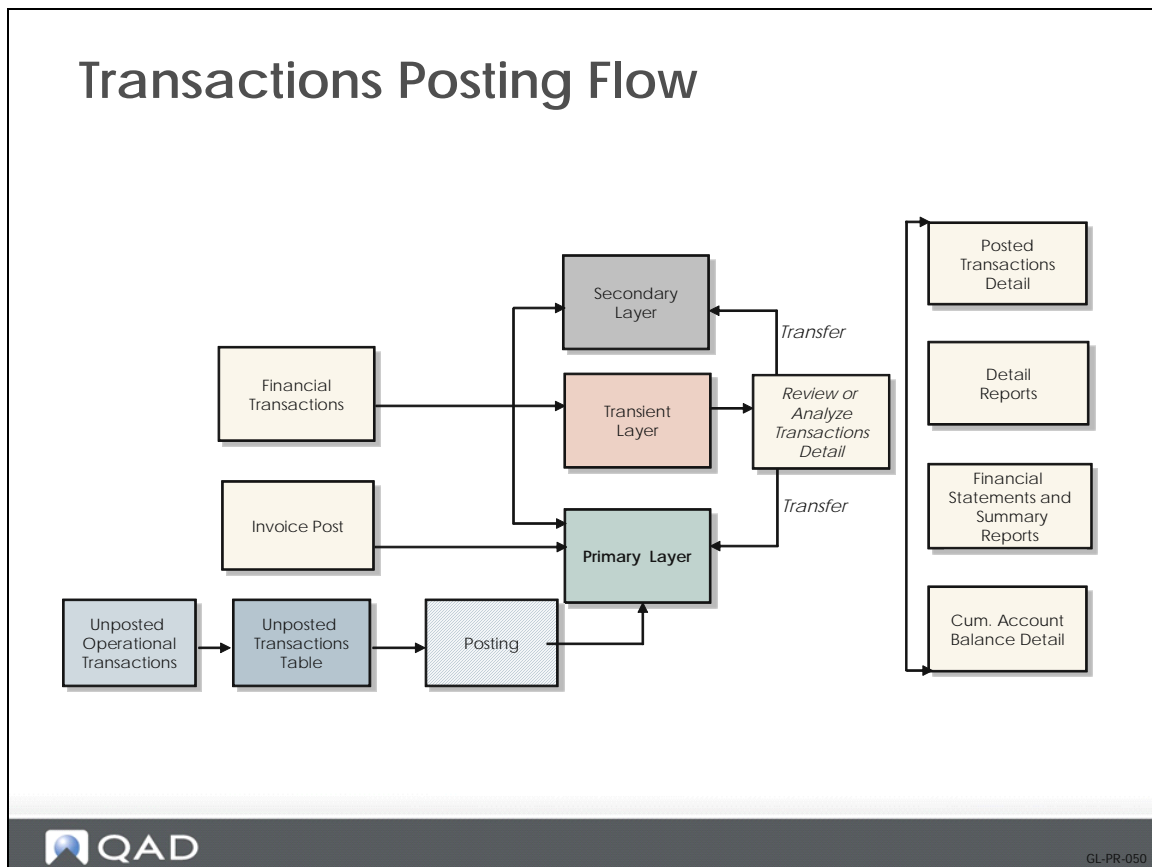 Transactions Posting Flow
Secondary
Layer
Transfer
Financial
Transactions
Transient
Layer
Review or
Analyze
Transactions
Detail
Transfer
Invoice Post
Primary Layer
Unposted
Operational
Transactions
Unposted
Transactions
Table
Posting
Posted
Transactions
Detail
Detail
Reports
Financial
Statements and
Summary
Reports
Cum. Account
Balance Detail
QAD
GL-PR-050